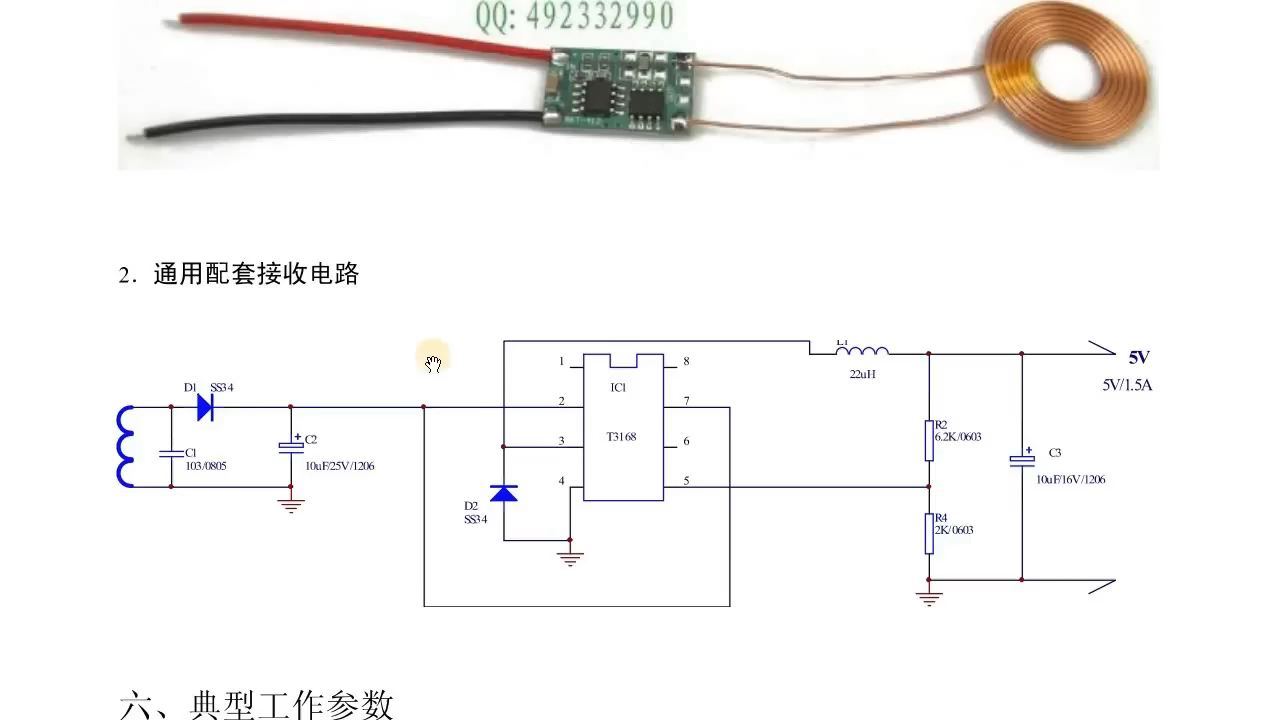 QQ: 492332990
2. 通用配套接收电路
L1
22uH
5V
5V/1.5A
1
8
IC1
D1
SS34
2
7
R2
6.2K/0603
C2
10uF/25V/1206
T3168
3
6
C1
103/0805
C3
10uF/16V/1206
4
5
D2
SS34
R4
2K/0603
六、典型工作参数